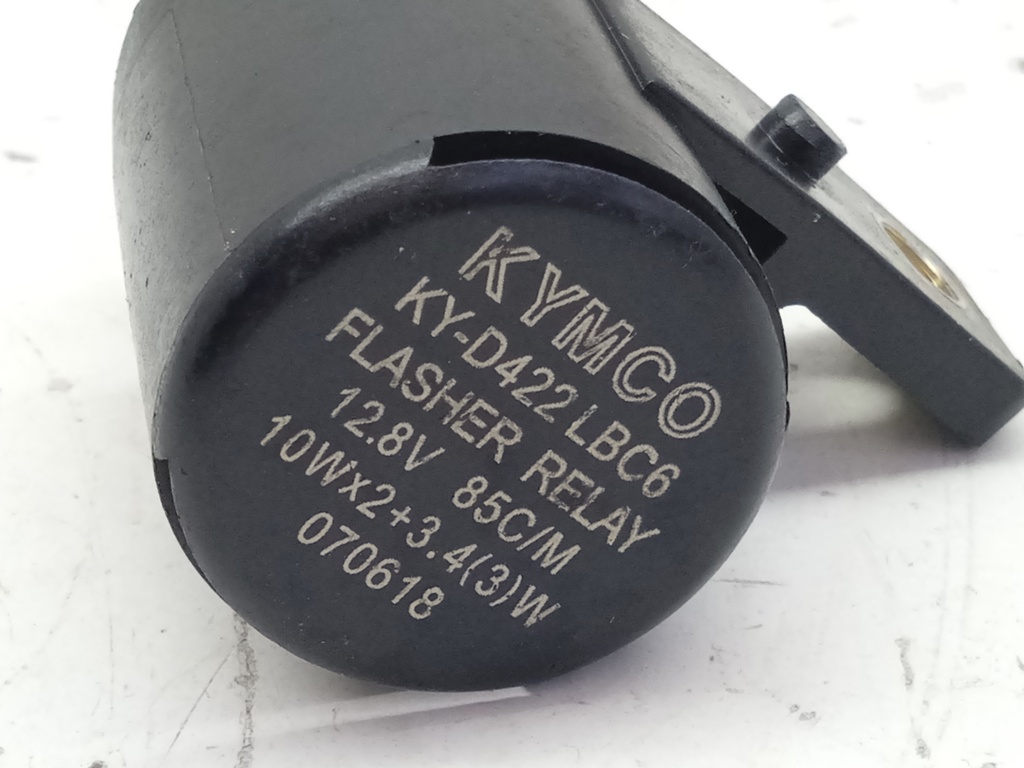 KYMCO
KY-D422 LBC6
FLASHER RELAY
12.8V 85C/M
10Wx2+3.4(3)W
070618